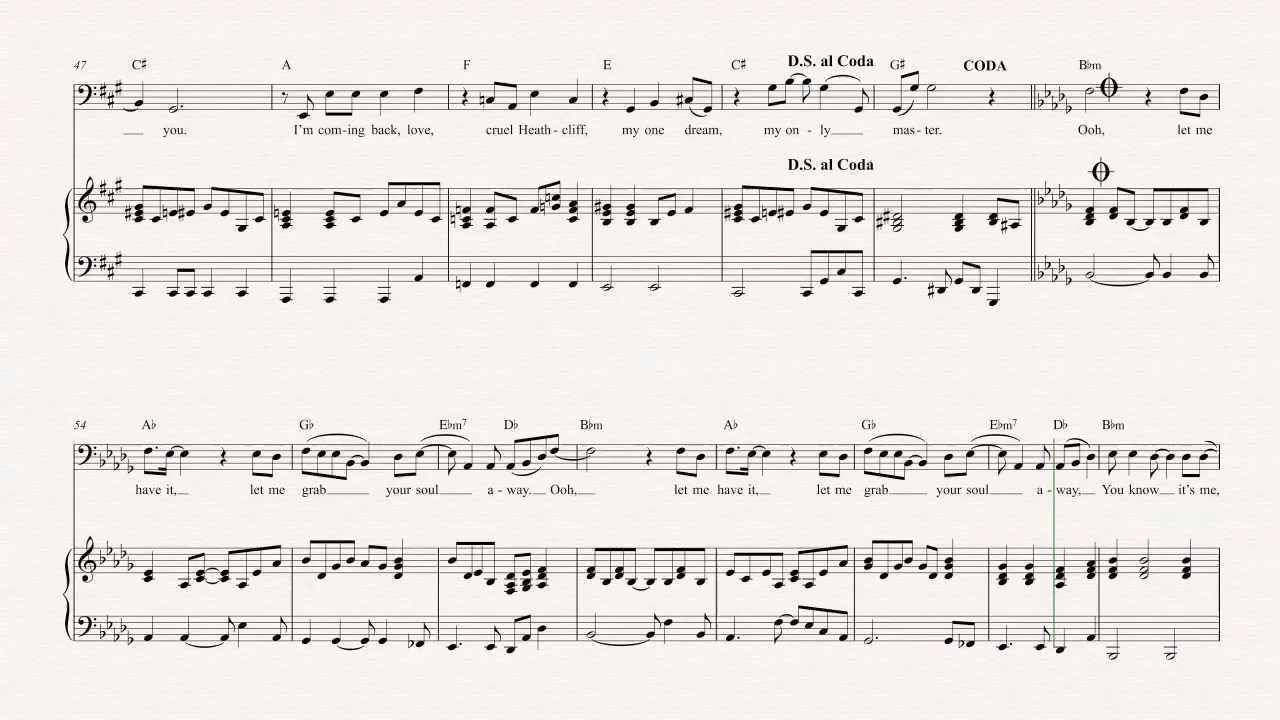 47 C♯ A F E C♯ D.S. al Coda G♯ CODA B♭m
you. I'm com-ing back, love, cruel Heath-cliff, my one dream, my on - ly mas-ter. Ooh, let me
D.S. al Coda
54 A♭ G♭ E♭m7 D♭ B♭m A♭ G♭ E♭m7 D♭ B♭m
have it, let me grab your soul a - way. Ooh, let me have it, let me grab your soul a - way, You know it's me,